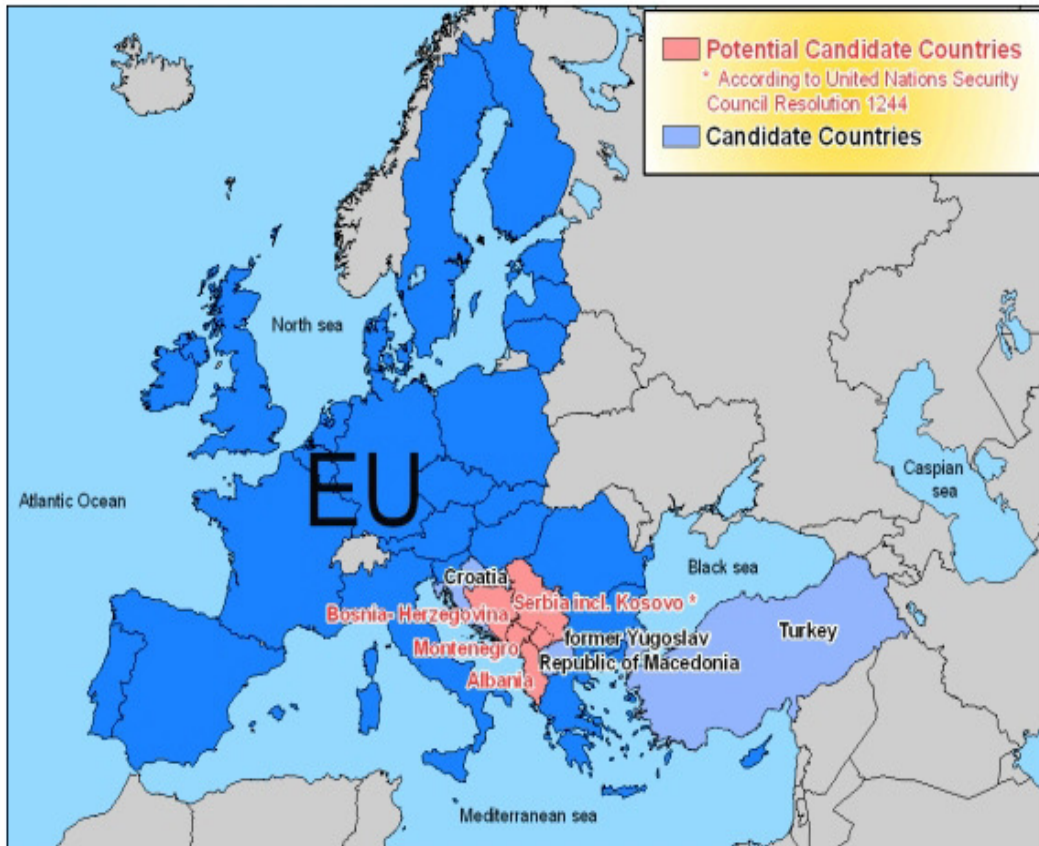 Potential Candidate Countries
* According to United Nations Security
Council Resolution 1244
Candidate Countries
North sea
EU
Atlantic Ocean
Caspian
sea
Black sea
Croatia
Serbia incl. Kosovo *
Bosnia- Herzegovina
former Yugoslav
Republic of Macedonia
Turkey
Montenegro
Albania
Mediterranean sea